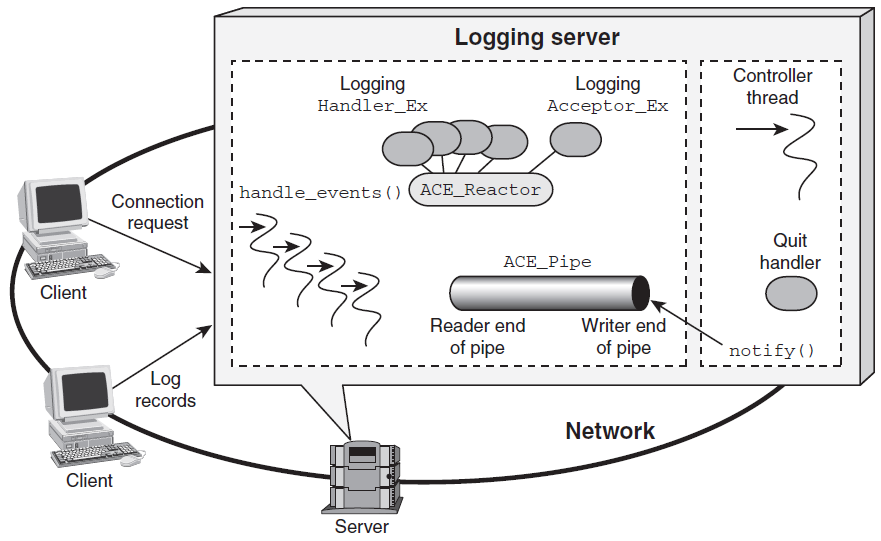 Logging server
Logging
Handler_Ex
Logging
Acceptor_Ex
Controller
thread
handle_events()
ACE_Reactor
Connection
request
Client
ACE_Pipe
Quit
handler
Reader end
of pipe
Writer end
of pipe
notify()
Log
records
Client
Network
Server